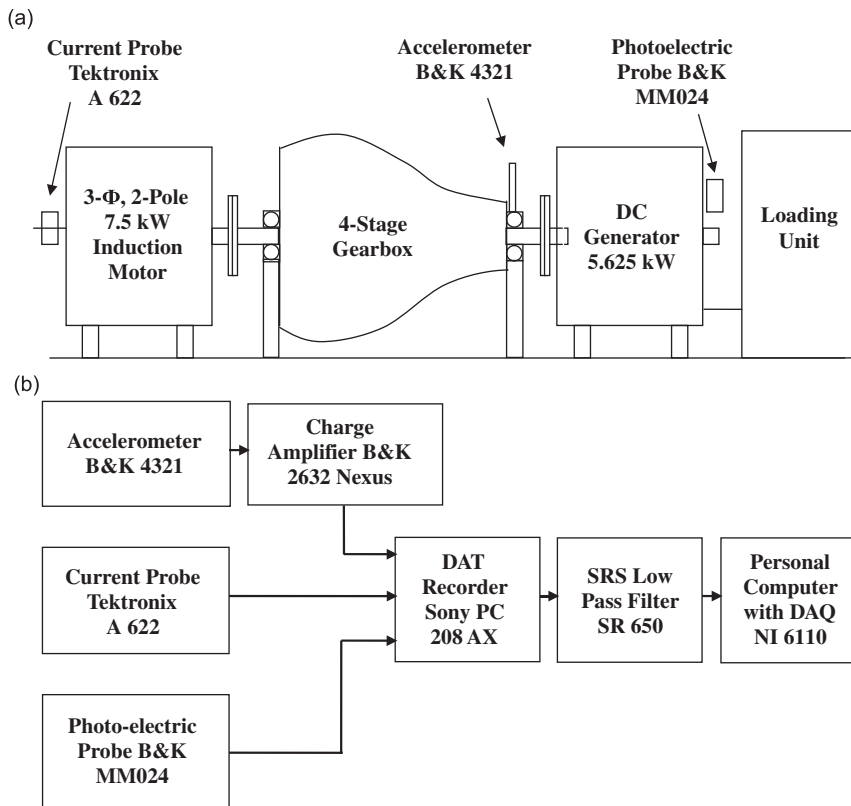 (a)
Current Probe
Tektronix
A 622
Accelerometer
B&K 4321
Photoelectric
Probe B&K
MM024
3-Φ, 2-Pole
7.5 kW
Induction
Motor
4-Stage
Gearbox
DC
Generator
5.625 kW
Loading
Unit
(b)
Accelerometer
B&K 4321
Charge
Amplifier B&K
2632 Nexus
Current Probe
Tektronix
A 622
DAT
Recorder
Sony PC
208 AX
SRS Low
Pass Filter
SR 650
Personal
Computer
with DAQ
NI 6110
Photo-electric
Probe B&K
MM024